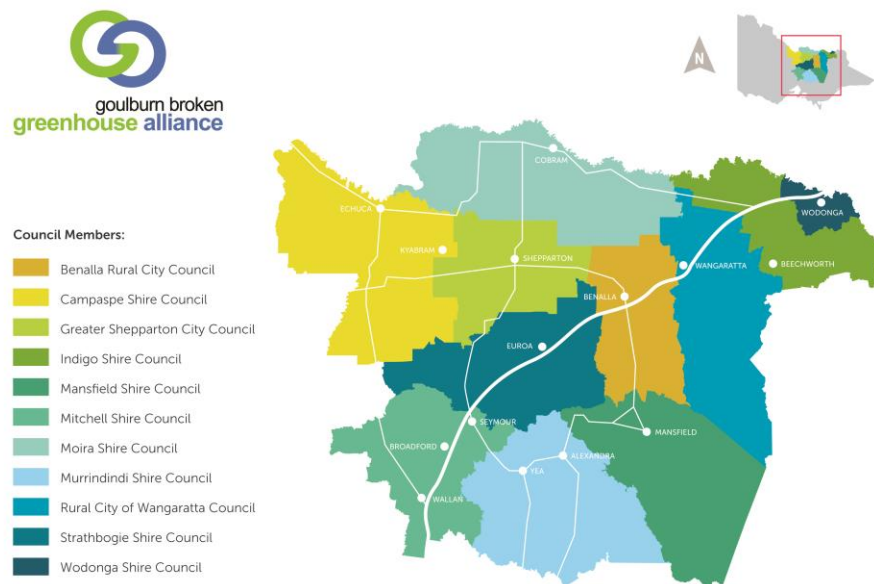 goulburn broken
greenhouse alliance
N
Council Members:
Benalla Rural City Council
Campaspe Shire Council
Greater Shepparton City Council
Indigo Shire Council
Mansfield Shire Council
Mitchell Shire Council
Moira Shire Council
Murrindindi Shire Council
Rural City of Wangaratta Council
Strathbogie Shire Council
Wodonga Shire Council
COBRAM
ECHUCA
WODONGA
KYABRAM
SHEPPARTON
WANGARATTA
BEECHWORTH
BENALLA
EUROA
SEYMOUR
MANSFIELD
BROADFORD
ALEXANDRA
YEA
WALLAN